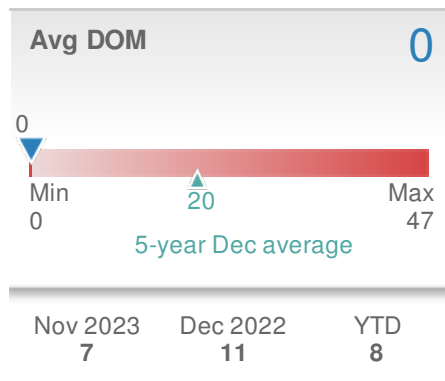 Avg DOM 0
0
Min Max
0 20 47
5-year Dec average
Nov 2023 Dec 2022 YTD
7 11 8